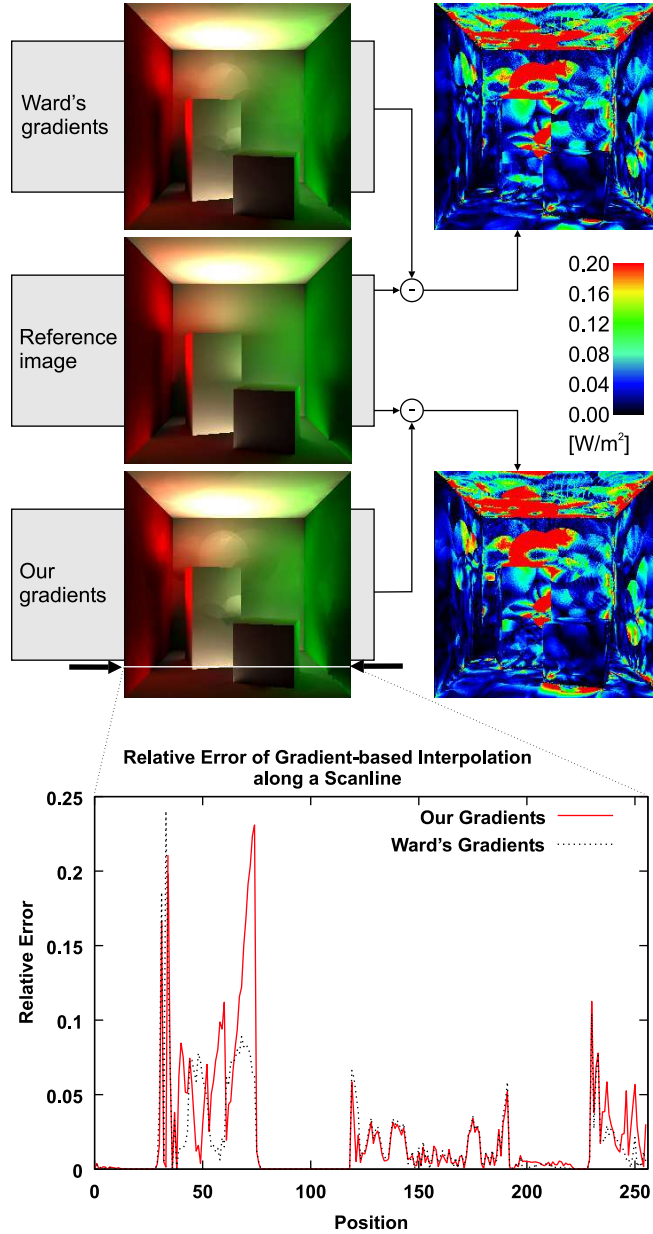 Ward's
gradients
-
0.20
0.16
0.12
0.08
0.04
0.00
[W/m²]
Reference
image
-
Our
gradients
Relative Error of Gradient-based Interpolation
along a Scanline
Our Gradients
Ward's Gradients
Relative Error
0.25
0.2
0.15
0.1
0.05
0
0 50 100 150 200 250
Position